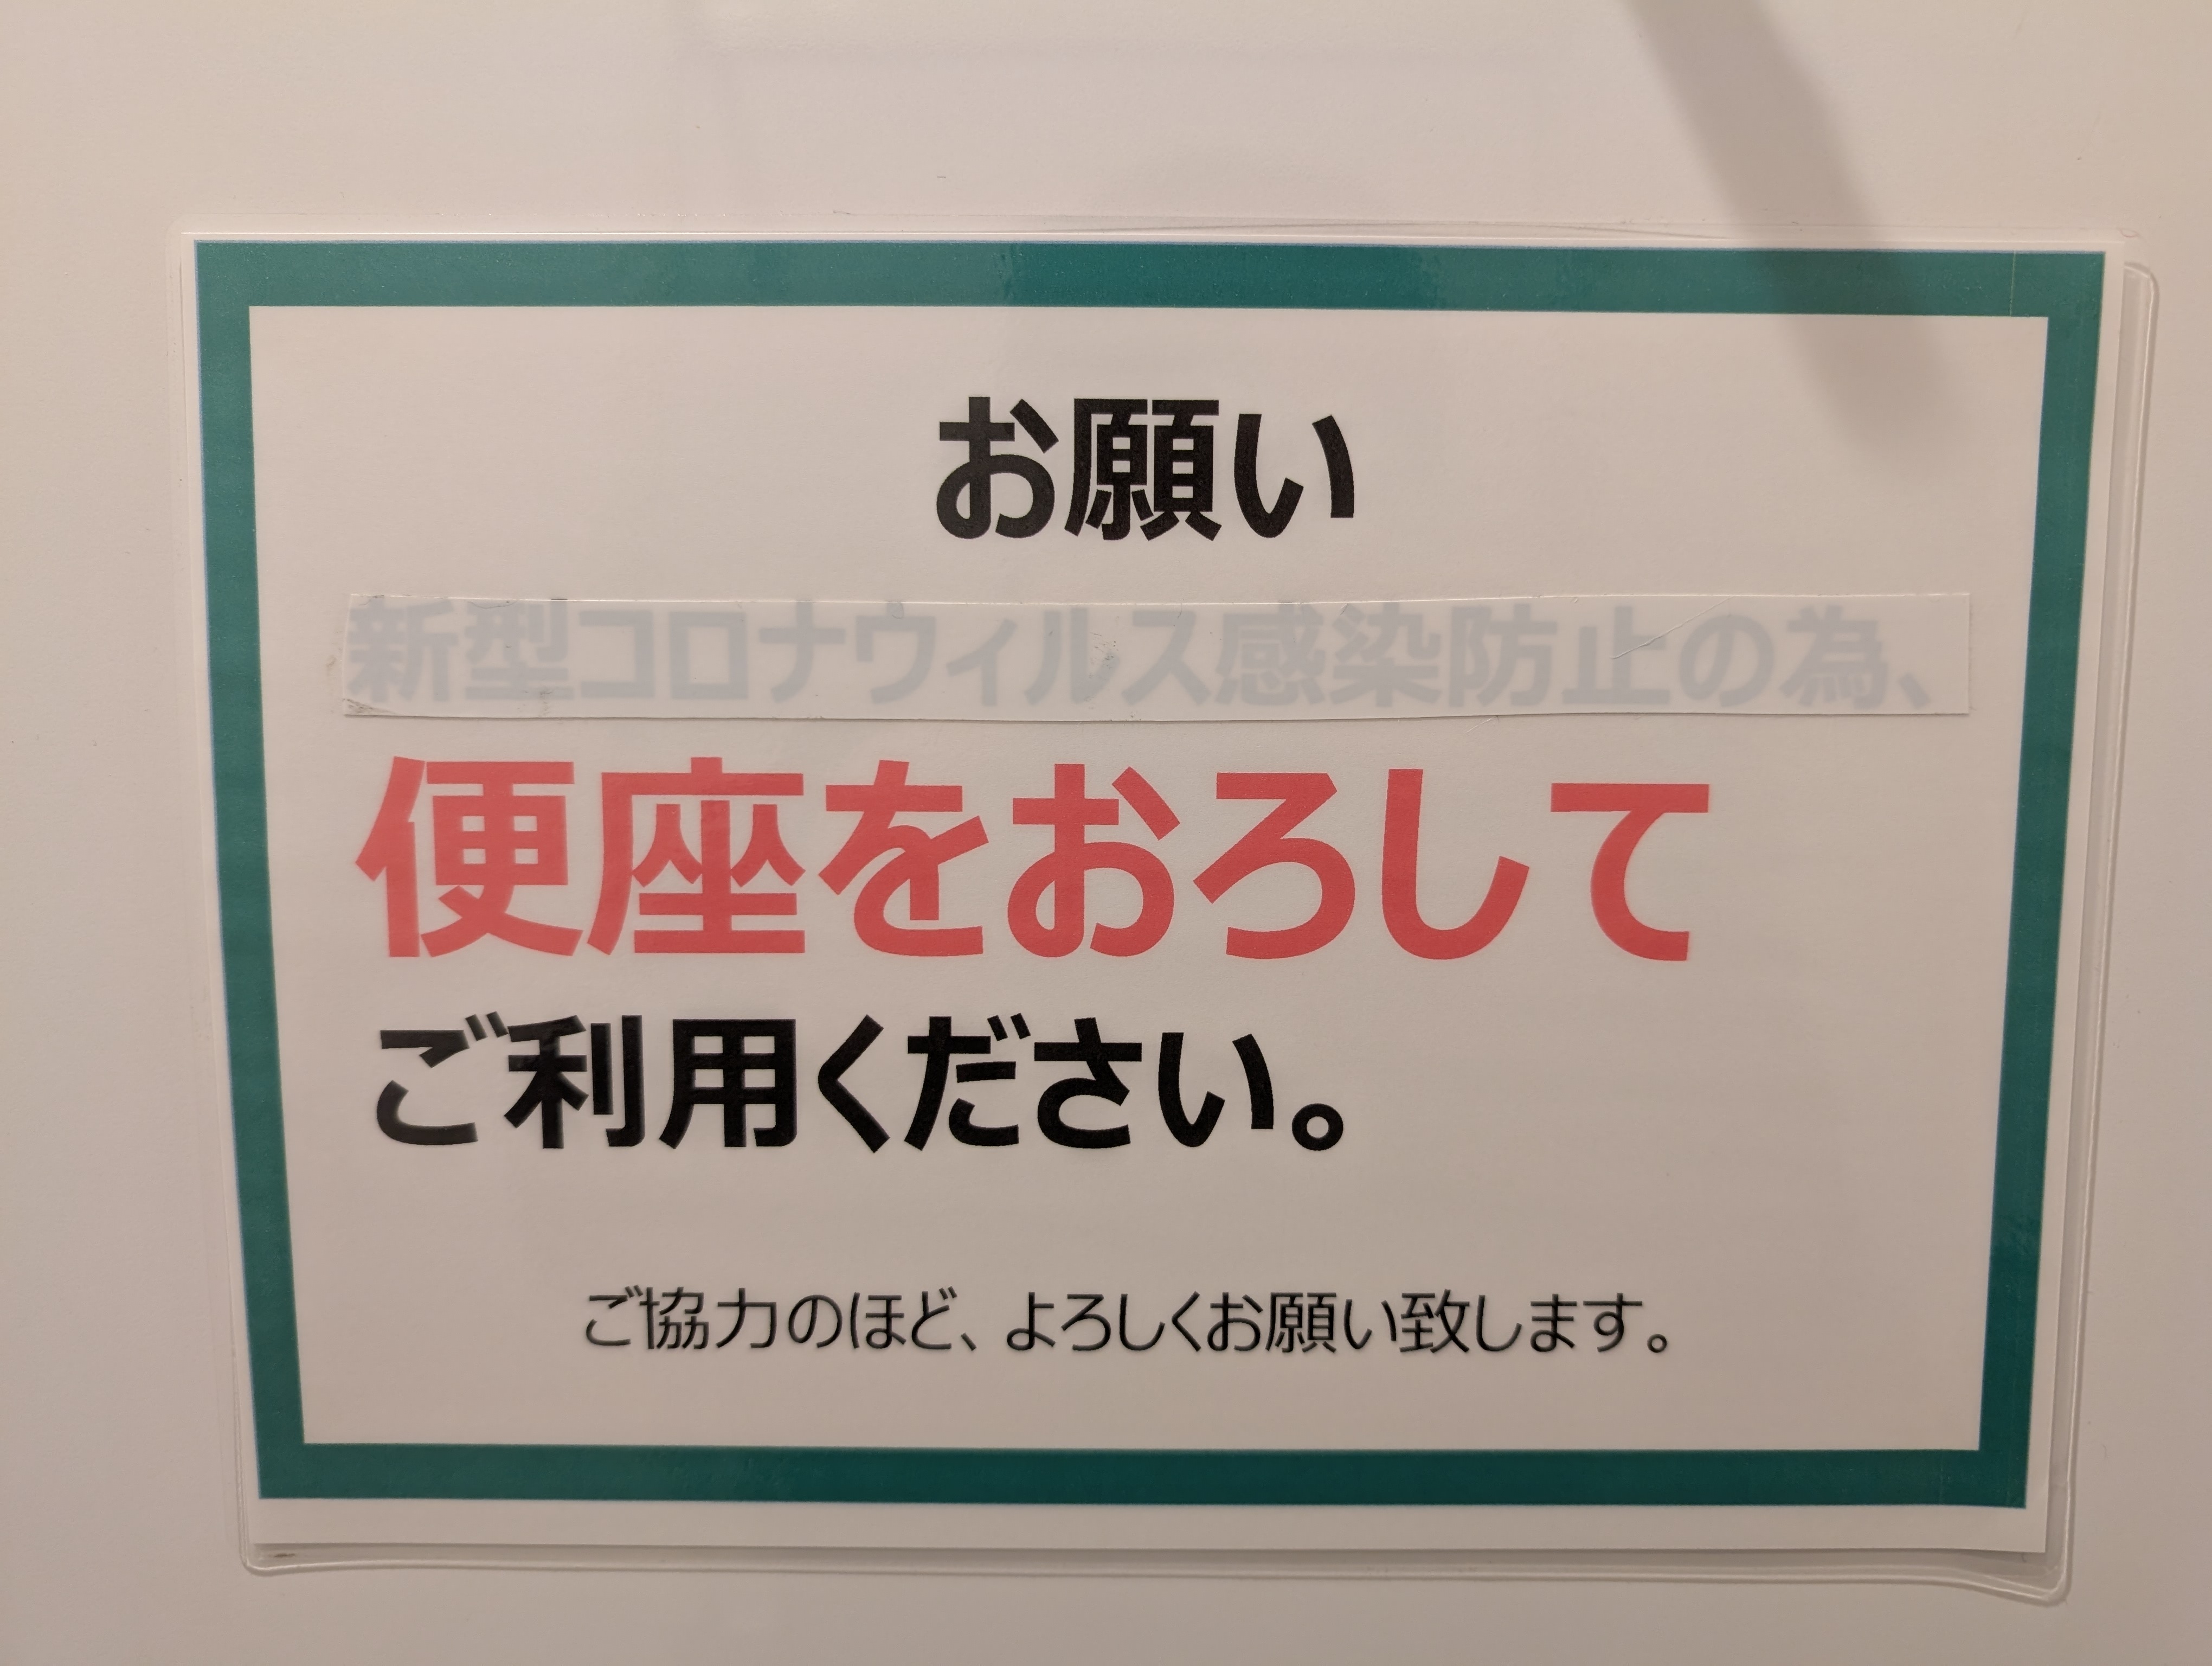 お願い
新型コロナウィルス感染防止の為、
便座をおろして
ご利用ください。
ご協力のほど、よろしくお願い致します。